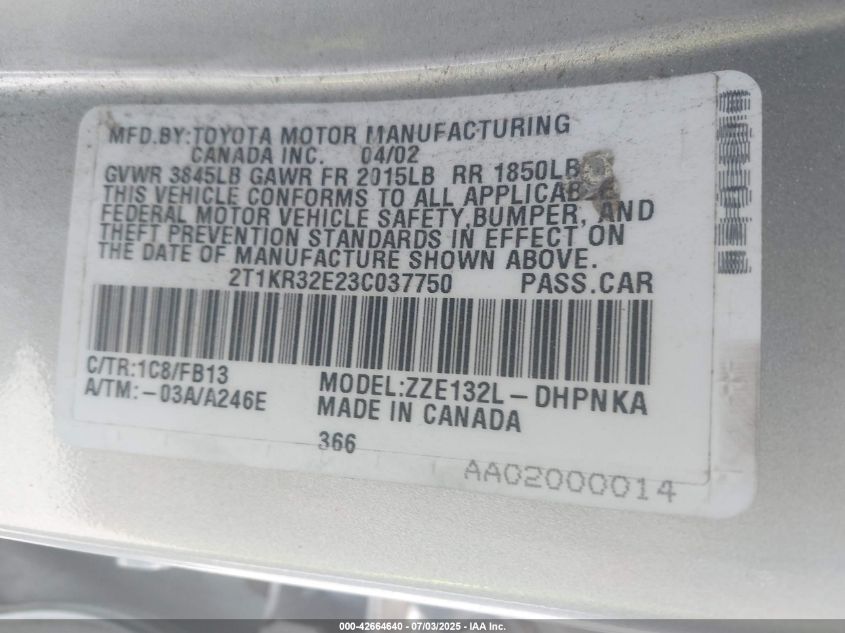 MFD.BY:TOYOTA MOTOR MANUFACTURING
CANADA INC. 04/02
GVWR 3845LB GAWR FR 2015LB RR 1850LB
THIS VEHICLE CONFORMS TO ALL APPLICABLE
FEDERAL MOTOR VEHICLE SAFETY,BUMPER, AND
THEFT PREVENTION STANDARDS IN EFFECT ON
THE DATE OF MANUFACTURE SHOWN ABOVE.
2T1KR32E23C037750 PASS.CAR
C/TR:1C8/FB13
A/TM:-03A/A246E
MODEL:ZZE132L-DHPNKA
MADE IN CANADA
366
AA02000014
000-42664640 / 07/03/2025 - IAA Inc.